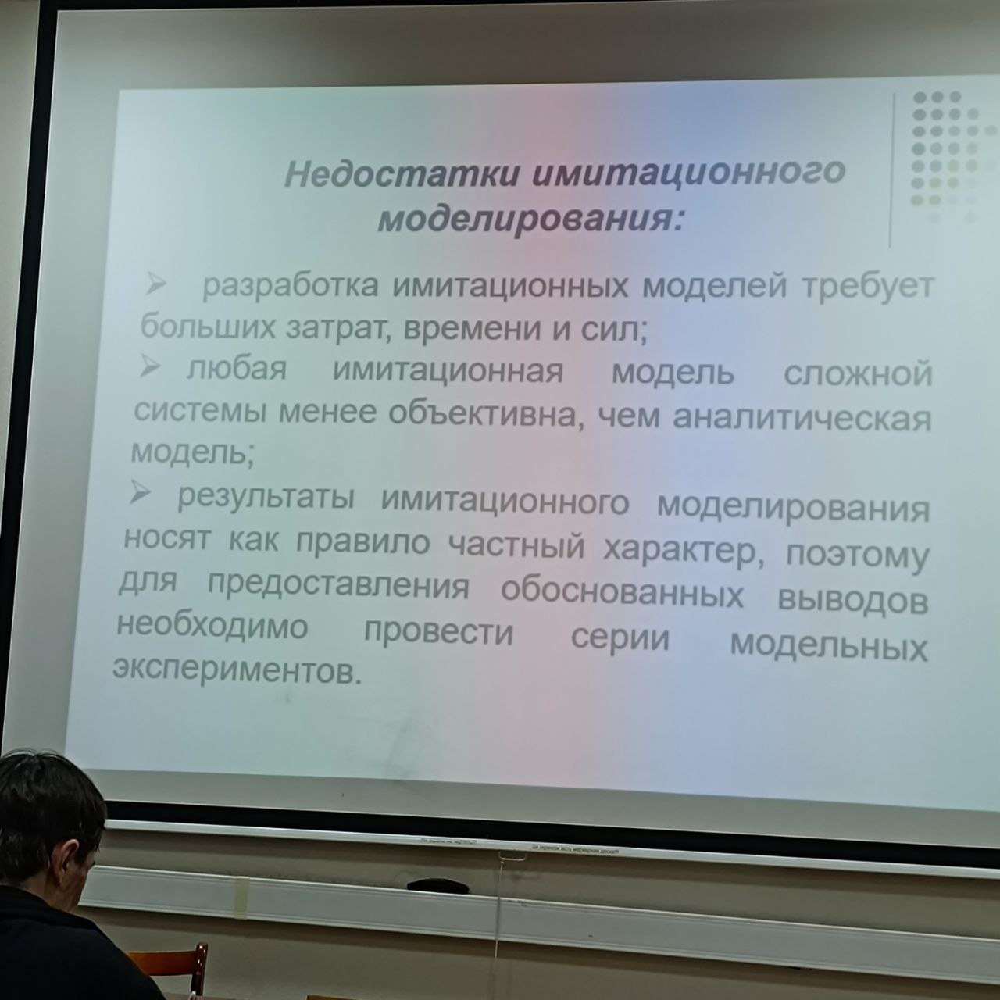 Недостатки имитационного
моделирования:
➢ разработка имитационных моделей требует
больших затрат, времени и сил;
➢ любая имитационная модель сложной
системы менее объективна, чем аналитическая
модель;
➢ результаты имитационного моделирования
носят как правило частный характер, поэтому
для предоставления обоснованных выводов
необходимо провести серии модельных
экспериментов.